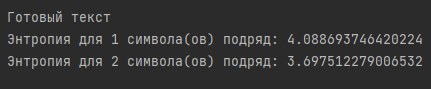 Готовый текст
Энтропия для 1 символа(ов) подряд: 4.088693746420224
Энтропия для 2 символа(ов) подряд: 3.697512279006532